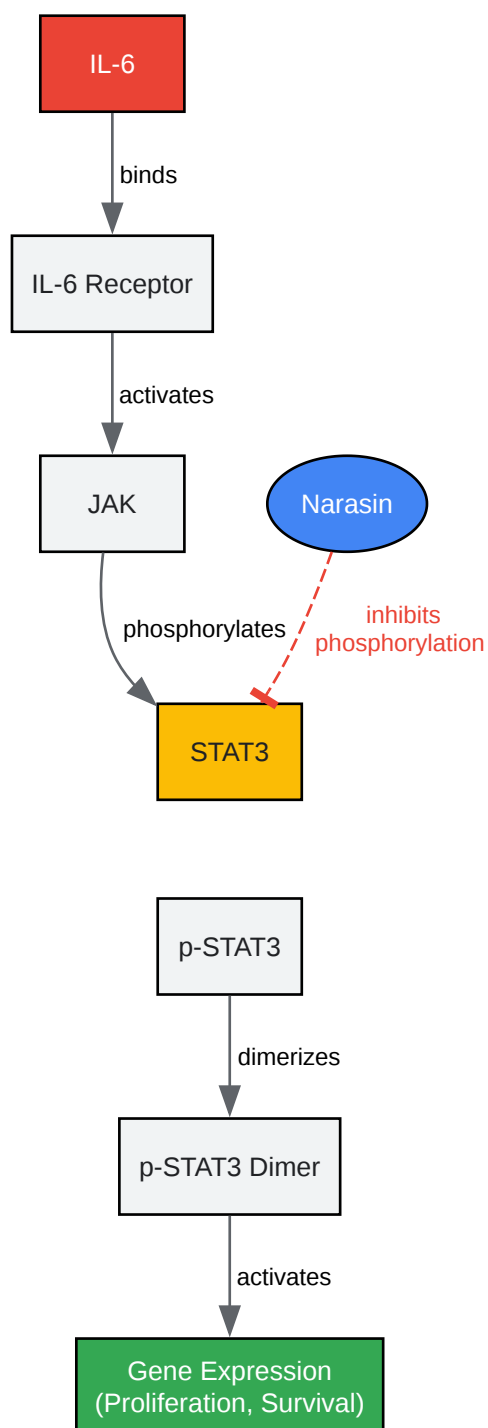 IL-6
binds
IL-6 Receptor
activates
JAK
Narasin
phosphorylates
inhibits
phosphorylation
STAT3
p-STAT3
dimerizes
p-STAT3 Dimer
activates
Gene Expression
(Proliferation, Survival)